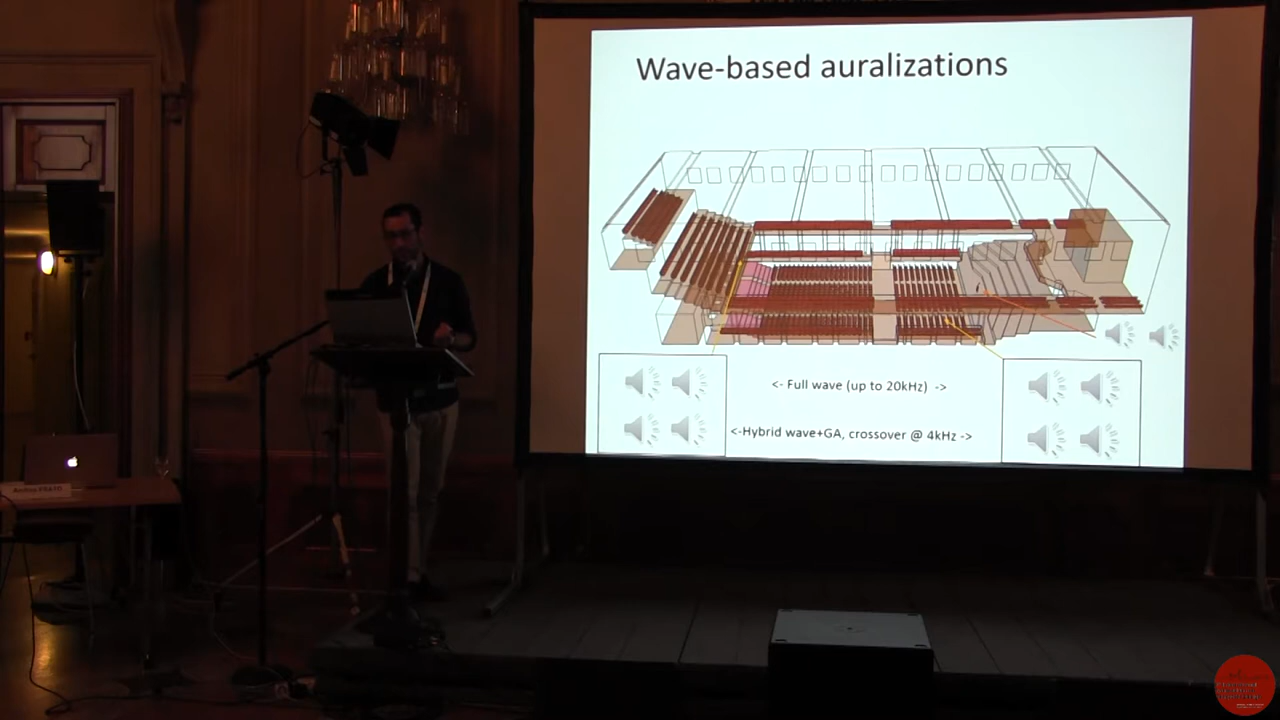 Wave-based auralizations
<- Full wave (up to 20kHz) ->
<-Hybrid wave+GA, crossover @ 4kHz ->